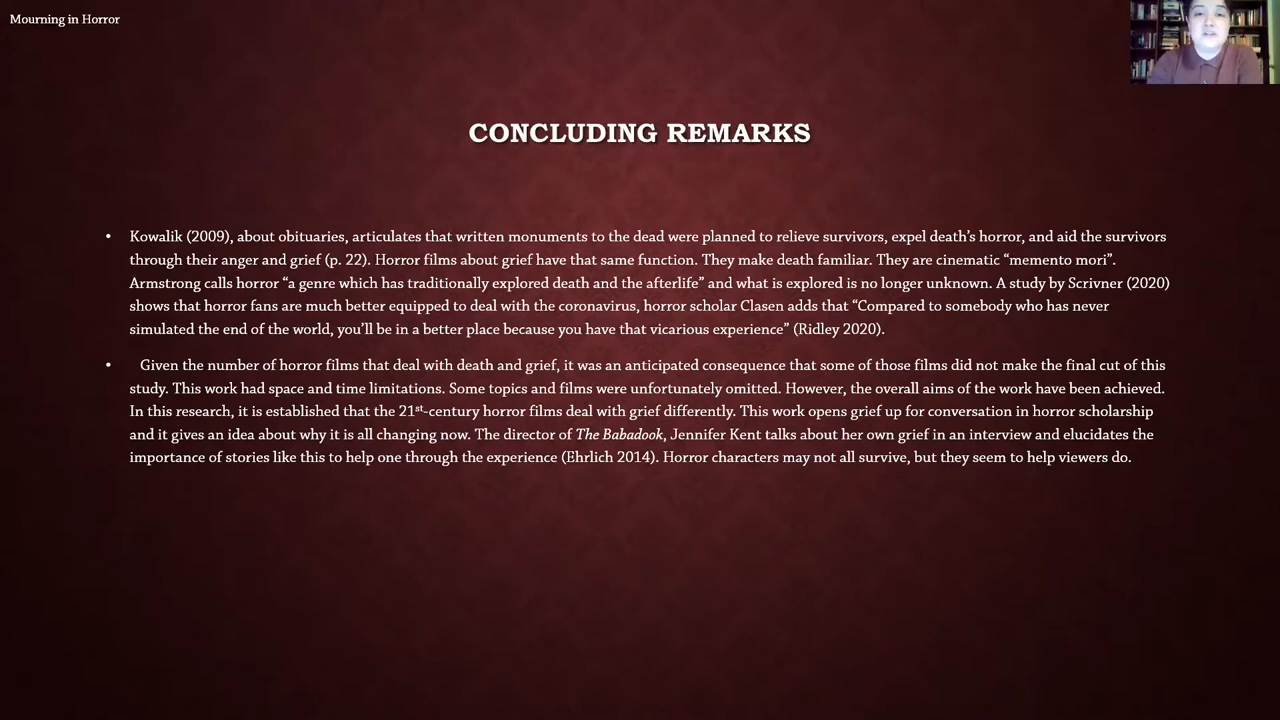 Mourning in Horror
CONCLUDING REMARKS
• Kowalik (2009), about obituaries, articulates that written monuments to the dead were planned to relieve survivors, expel death’s horror, and aid the survivors
through their anger and grief (p. 22). Horror films about grief have that same function. They make death familiar. They are cinematic “memento mori”.
Armstrong calls horror “a genre which has traditionally explored death and the afterlife” and what is explored is no longer unknown. A study by Scrivner (2020)
shows that horror fans are much better equipped to deal with the coronavirus, horror scholar Clasen adds that “Compared to somebody who has never
simulated the end of the world, you’ll be in a better place because you have that vicarious experience” (Ridley 2020).
• Given the number of horror films that deal with death and grief, it was an anticipated consequence that some of those films did not make the final cut of this
study. This work had space and time limitations. Some topics and films were unfortunately omitted. However, the overall aims of the work have been achieved.
In this research, it is established that the 21st-century horror films deal with grief differently. This work opens grief up for conversation in horror scholarship
and it gives an idea about why it is all changing now. The director of The Babadook, Jennifer Kent talks about her own grief in an interview and elucidates the
importance of stories like this to help one through the experience (Ehrlich 2014). Horror characters may not all survive, but they seem to help viewers do.